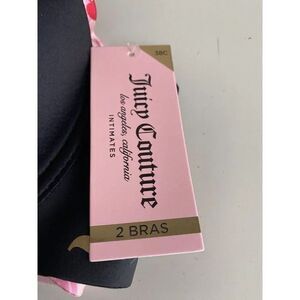 38C
Juicy Couture
los angeles, california
INTIMATES
2 BRAS